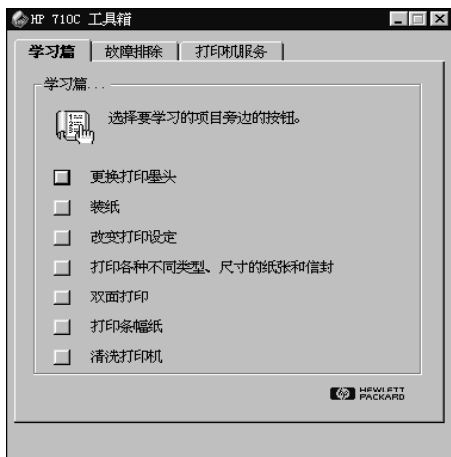 HP 710C 工具箱
学习篇 故障排除 打印机服务
学习篇...
选择要学习的项目旁边的按钮。
更换打印墨头
装纸
改变打印设定
打印各种不同类型、尺寸的纸张和信封
双面打印
打印条幅纸
清洗打印机
hp HEWLETT
PACKARD